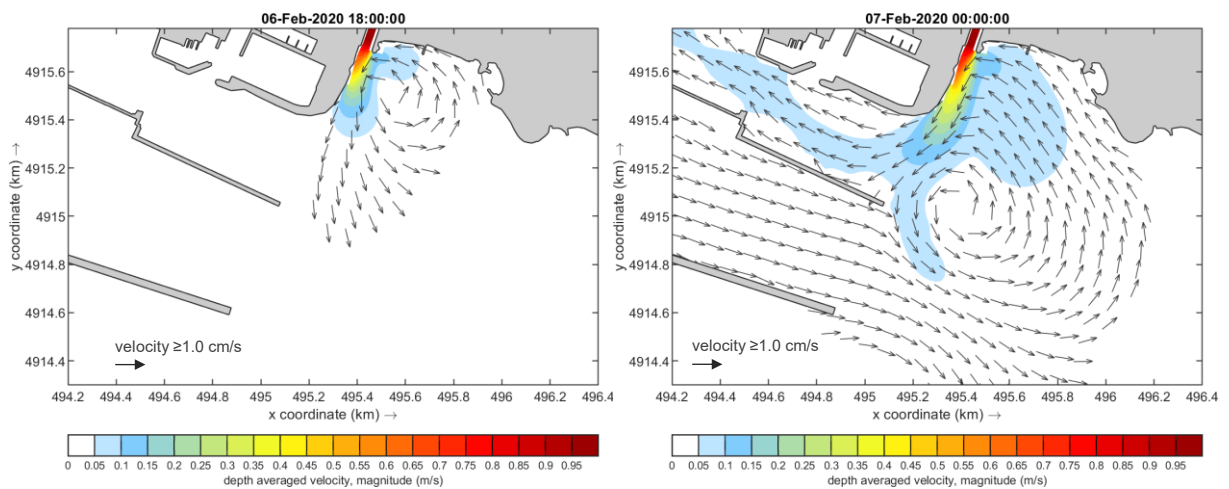 06-Feb-2020 18:00:00
y coordinate (km) →
4915.6
4915.4
4915.2
4915
4914.8
4914.6
4914.4
velocity ≥1.0 cm/s
494.2 494.4 494.6 494.8 495 495.2 495.4 495.6 495.8 496 496.2 496.4
x coordinate (km) →
0 0.05 0.1 0.15 0.2 0.25 0.3 0.35 0.4 0.45 0.5 0.55 0.6 0.65 0.7 0.75 0.8 0.85 0.9 0.95
depth averaged velocity, magnitude (m/s)
07-Feb-2020 00:00:00
y coordinate (km) →
4915.6
4915.4
4915.2
4915
4914.8
4914.6
4914.4
velocity ≥1.0 cm/s
494.2 494.4 494.6 494.8 495 495.2 495.4 495.6 495.8 496 496.2 496.4
x coordinate (km) →
0 0.05 0.1 0.15 0.2 0.25 0.3 0.35 0.4 0.45 0.5 0.55 0.6 0.65 0.7 0.75 0.8 0.85 0.9 0.95
depth averaged velocity, magnitude (m/s)